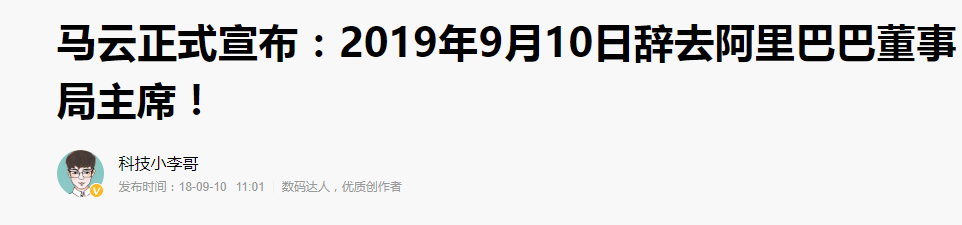 马云正式宣布：2019年9月10日辞去阿里巴巴董事
局主席！
科技小李哥
发布时间：18-09-10 11:01 数码达人，优质创作者